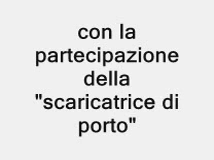 con la
partecipazione
della
"scaricatrice di
porto"